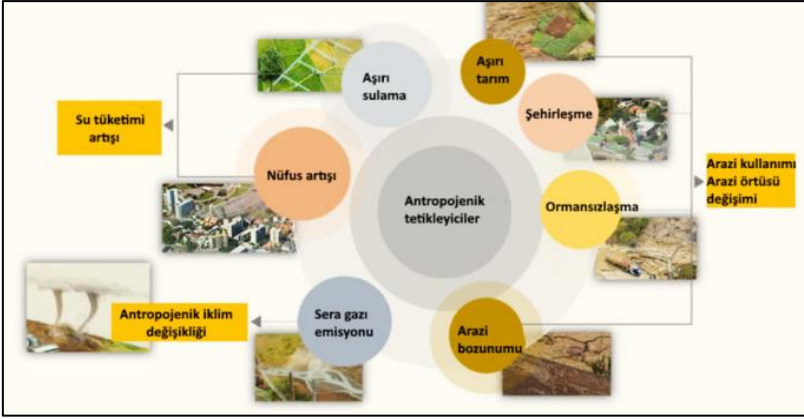 Aşırı
sulama
Aşırı
tarım
Şehirleşme
Su tüketimi
artışı
Nüfus artışı
Antropojenik
tetikleyiciler
Ormansızlaşma
Arazi kullanımı
Arazi örtüsü
değişimi
Antropojenik iklim
değişikliği
Sera gazı
emisyonu
Arazi
bozunumu